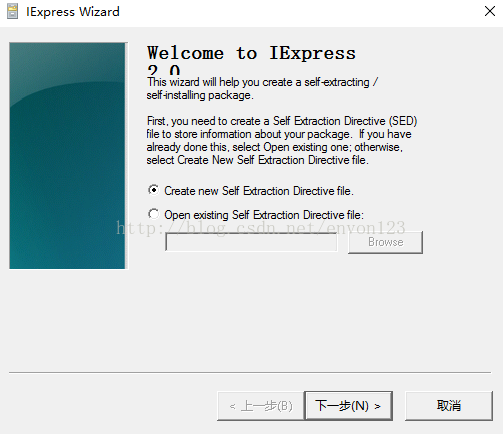 IExpress Wizard
Welcome to IExpress
2.0
This wizard will help you create a self-extracting /
self-installing package.
First, you need to create a Self Extraction Directive (SED)
file to store information about your package.  If you have
already done this, select Open existing one; otherwise,
select Create New Self Extraction Directive file.
Create new Self Extraction Directive file.
Open existing Self Extraction Directive file:
http://blog.csdn.net/envon123
Browse
< 上一步(B)
下一步(N) >
取消